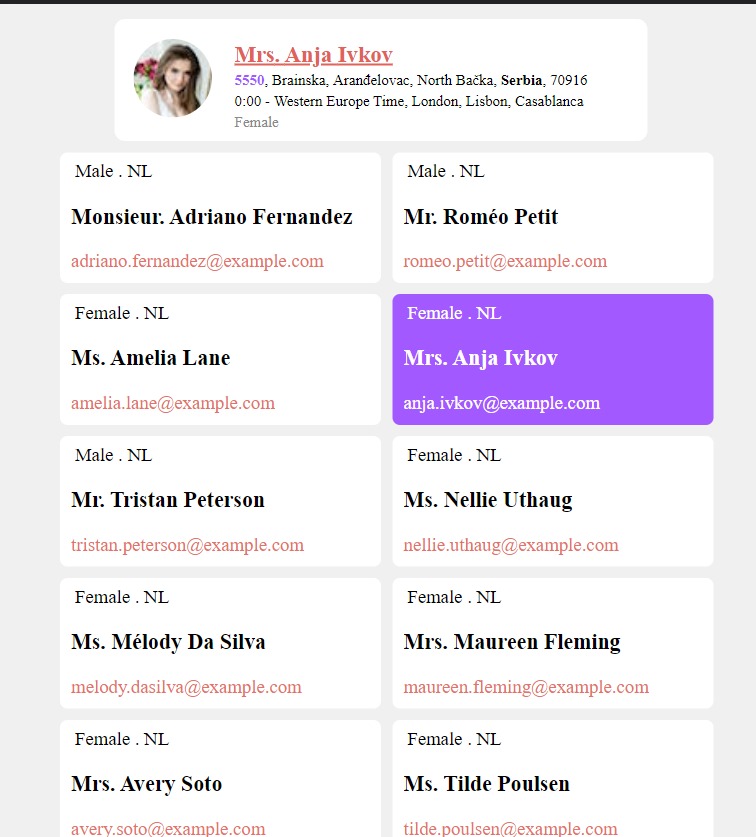 Mrs. Anja Ivkov
5550, Brainska, Aranđelovac, North Bačka, Serbia, 70916
0:00 - Western Europe Time, London, Lisbon, Casablanca
Female
Male . NL
Monsieur. Adriano Fernandez
adriano.fernandez@example.com
Male . NL
Mr. Roméo Petit
romeo.petit@example.com
Female . NL
Ms. Amelia Lane
amelia.lane@example.com
Female . NL
Mrs. Anja Ivkov
anja.ivkov@example.com
Male . NL
Mr. Tristan Peterson
tristan.peterson@example.com
Female . NL
Ms. Nellie Uthaug
nellie.uthaug@example.com
Female . NL
Ms. Mélody Da Silva
melody.dasilva@example.com
Female . NL
Mrs. Maureen Fleming
maureen.fleming@example.com
Female . NL
Mrs. Avery Soto
avery.soto@example.com
Female . NL
Ms. Tilde Poulsen
tilde.poulsen@example.com